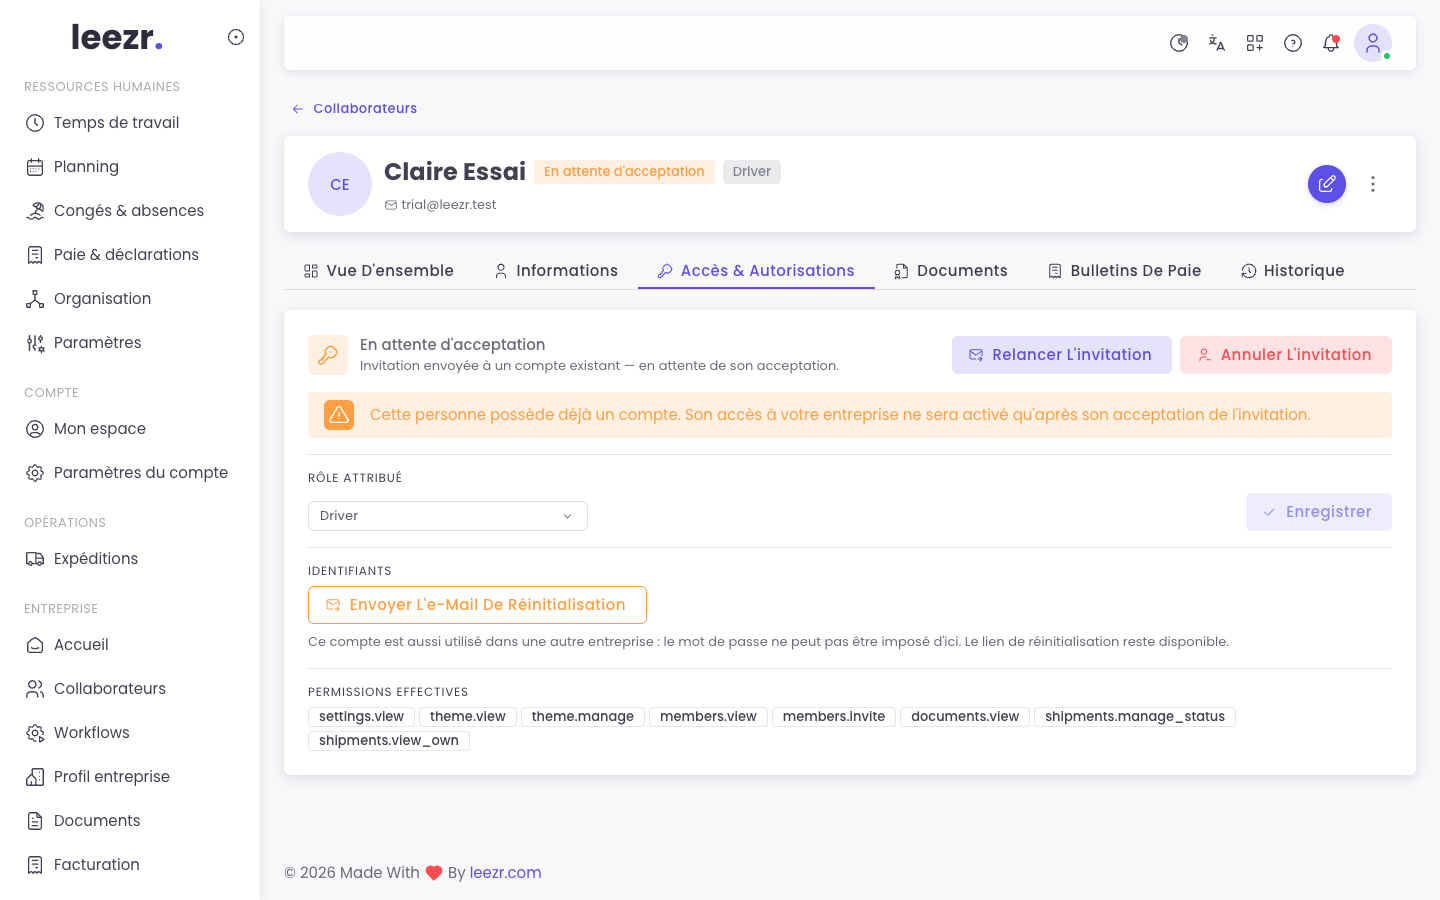 leezr.
RESSOURCES HUMAINES
Temps de travail
Planning
Congés & absences
Paie & déclarations
Organisation
Paramètres
COMPTE
Mon espace
Paramètres du compte
OPÉRATIONS
Expéditions
ENTREPRISE
Accueil
Collaborateurs
Workflows
Profil entreprise
Documents
Facturation
Collaborateurs
CE
Claire Essai
En attente d'acceptation
Driver
trial@leezr.test
Vue D'ensemble
Informations
Accès & Autorisations
Documents
Bulletins De Paie
Historique
En attente d'acceptation
Invitation envoyée à un compte existant — en attente de son acceptation.
Relancer L'invitation
Annuler L'invitation
Cette personne possède déjà un compte. Son accès à votre entreprise ne sera activé qu'après son acceptation de l'invitation.
RÔLE ATTRIBUÉ
Driver
Enregistrer
IDENTIFIANTS
Envoyer L'e-Mail De Réinitialisation
Ce compte est aussi utilisé dans une autre entreprise : le mot de passe ne peut pas être imposé d'ici. Le lien de réinitialisation reste disponible.
PERMISSIONS EFFECTIVES
settings.view theme.view theme.manage members.view members.invite documents.view shipments.manage_status
shipments.view_own
© 2026 Made With By leezr.com